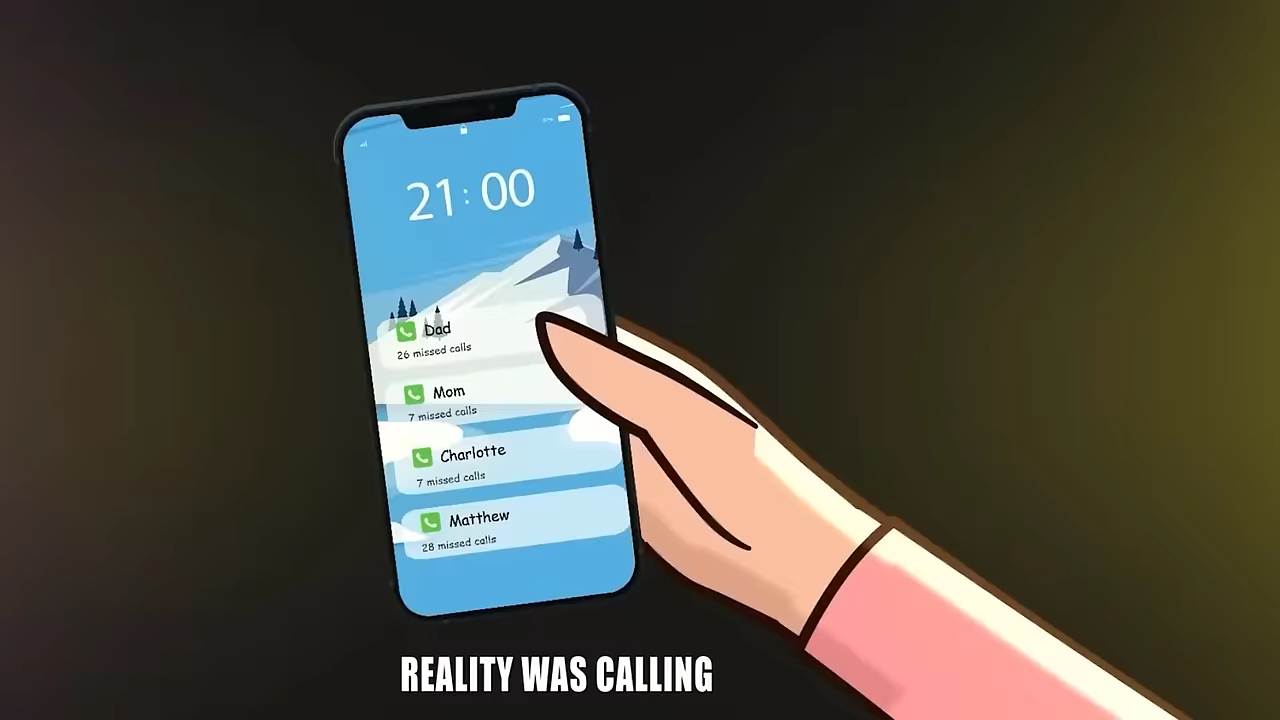 21:00
Dad
26 missed calls
Mom
7 missed calls
Charlotte
7 missed calls
Matthew
28 missed calls
REALITY WAS CALLING